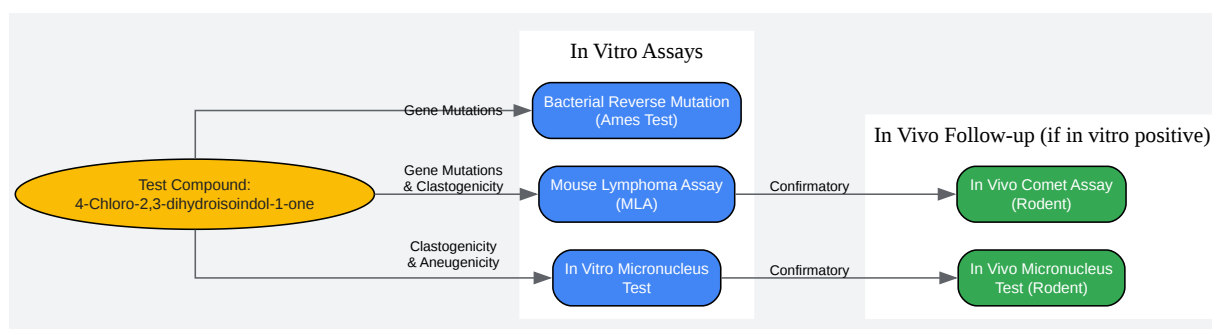 In Vitro Assays
Gene Mutations
Bacterial Reverse Mutation
(Ames Test)
In Vivo Follow-up (if in vitro positive)
Test Compound:
4-Chloro-2,3-dihydroisoindol-1-one
Gene Mutations
& Clastogenicity
Mouse Lymphoma Assay
(MLA)
Confirmatory
In Vivo Comet Assay
(Rodent)
Clastogenicity
& Aneugenicity
In Vitro Micronucleus
Test
Confirmatory
In Vivo Micronucleus
Test (Rodent)